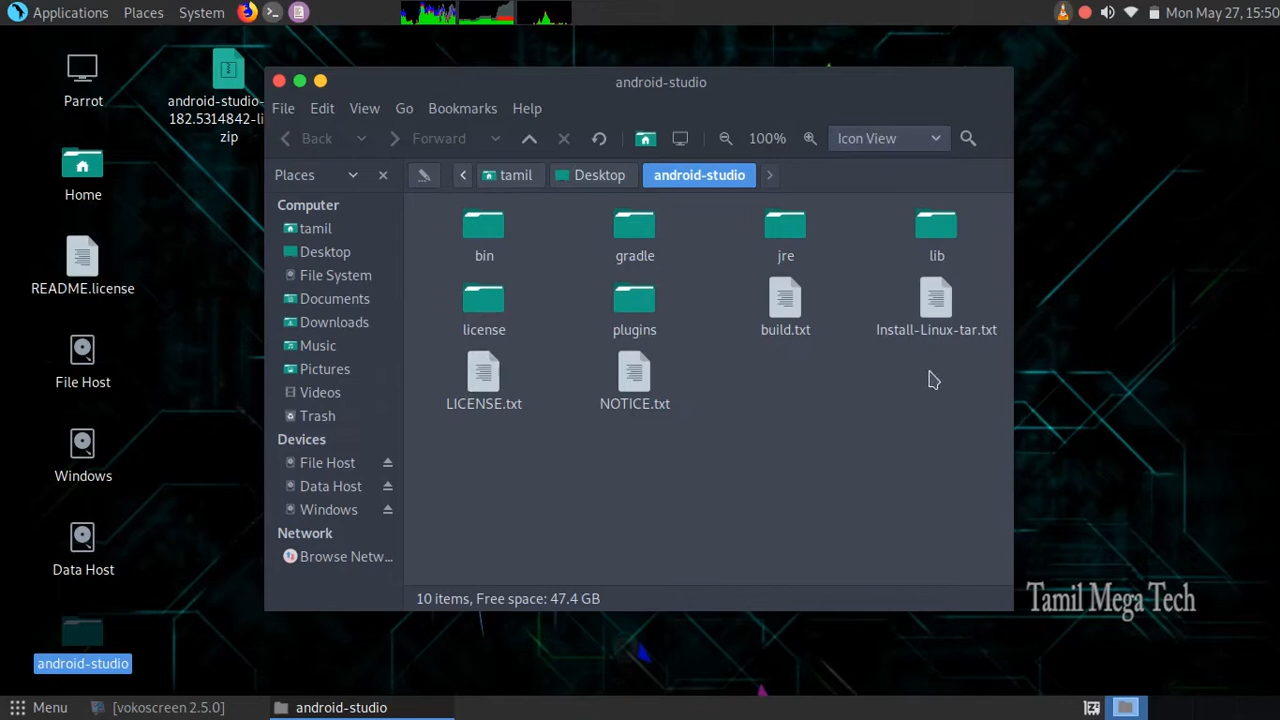 Applications Places System Mon May 27, 15:50
Parrot
android-studio-
182.5314842-li
zip
Home
README.license
File Host
Windows
Data Host
android-studio
android-studio
File Edit View Go Bookmarks Help
Back Forward 100% Icon View
Places tamil Desktop android-studio
Computer
tamil
Desktop
File System
Documents
Downloads
Music
Pictures
Videos
Trash
Devices
File Host
Data Host
Windows
Network
Browse Netw...
bin gradle jre lib
license plugins build.txt Install-Linux-tar.txt
LICENSE.txt NOTICE.txt
10 items, Free space: 47.4 GB
Tamil Mega Tech
Menu [vokoscreen 2.5.0] android-studio